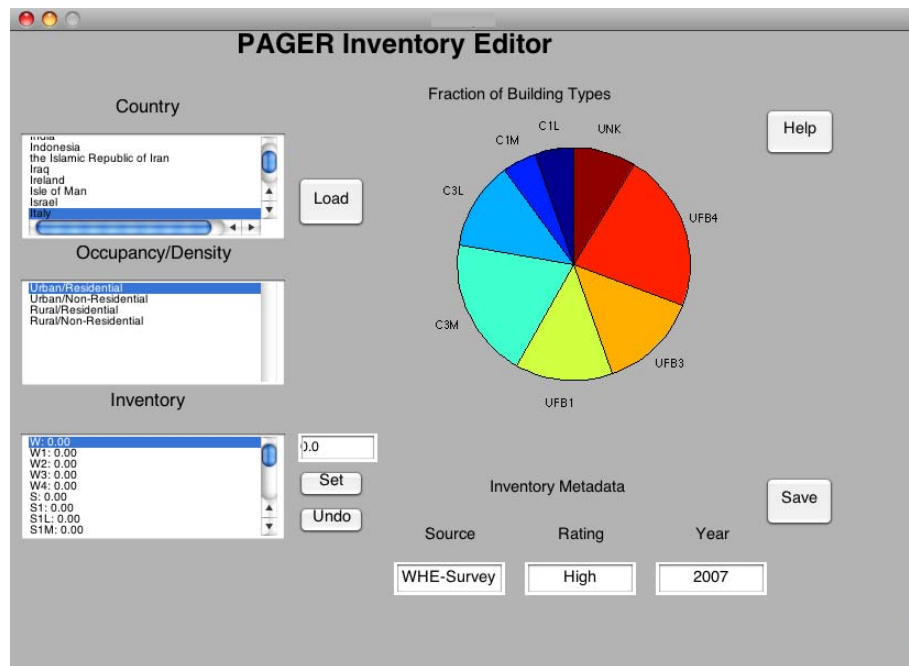 PAGER Inventory Editor
Country
India
Indonesia
the Islamic Republic of Iran
Iraq
Ireland
Isle of Man
Israel
Italy
Load
Occupancy/Density
Urban/Residential
Urban/Non-Residential
Rural/Residential
Rural/Non-Residential
Inventory
W: 0.00
W1: 0.00
W2: 0.00
W3: 0.00
W4: 0.00
S: 0.00
S1: 0.00
S1L: 0.00
S1M: 0.00
0.0
Set
Undo
Fraction of Building Types
UNK
UFB4
UFB3
UFB1
C3M
C3L
C1M
C1L
Help
Inventory Metadata
Save
Source
Rating
Year
WHE-Survey
High
2007